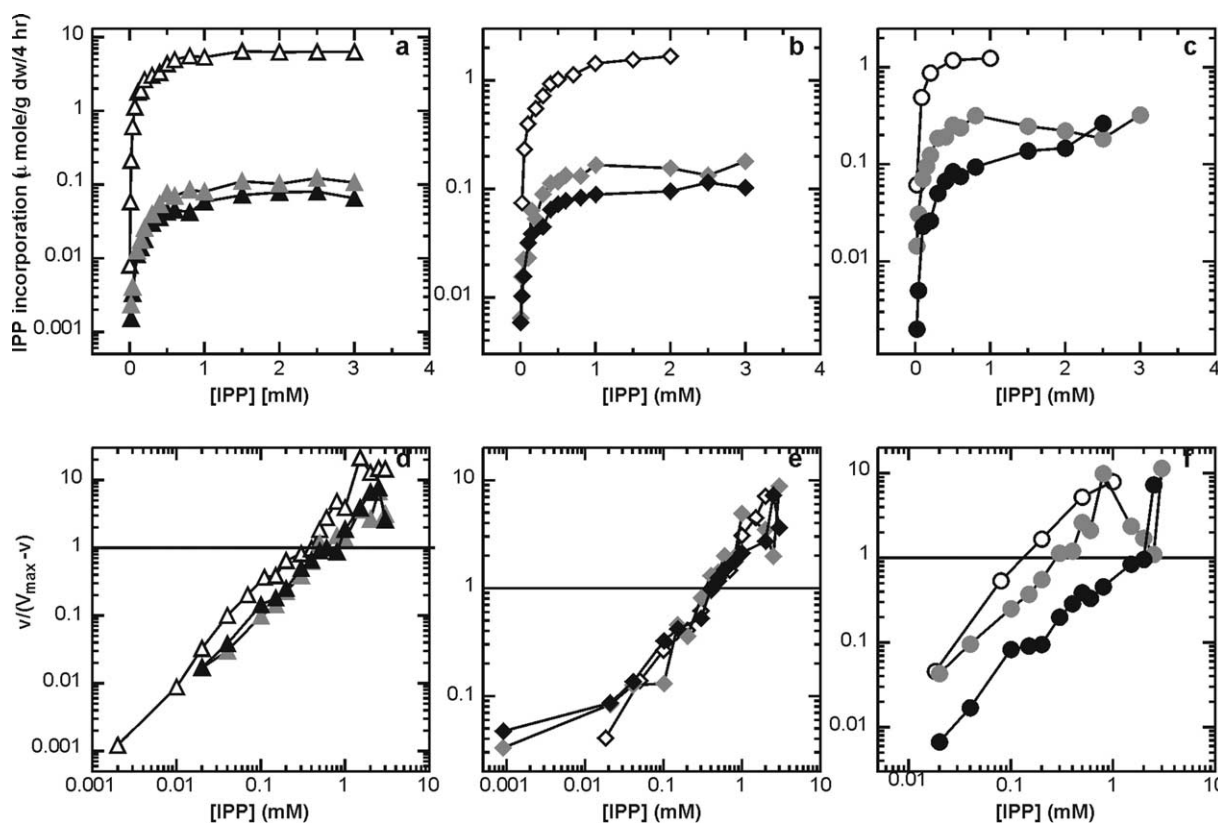 IPP incorporation (μ mole/g dw/4 hr)
10
1
0.1
0.01
0.001
a
0 1 2 3 4
[IPP] [mM]
1
0.1
0.01
b
0 1 2 3 4
[IPP] (mM)
1
0.1
0.01
c
0 1 2 3 4
[IPP] (mM)
v/(Vmax-v)
10
1
0.1
0.01
0.001
d
0.001 0.01 0.1 1 10
[IPP] (mM)
10
1
0.1
e
0.001 0.01 0.1 1 10
[IPP] (mM)
10
1
0.1
0.01
f
0.01 0.1 1 10
[IPP] (mM)